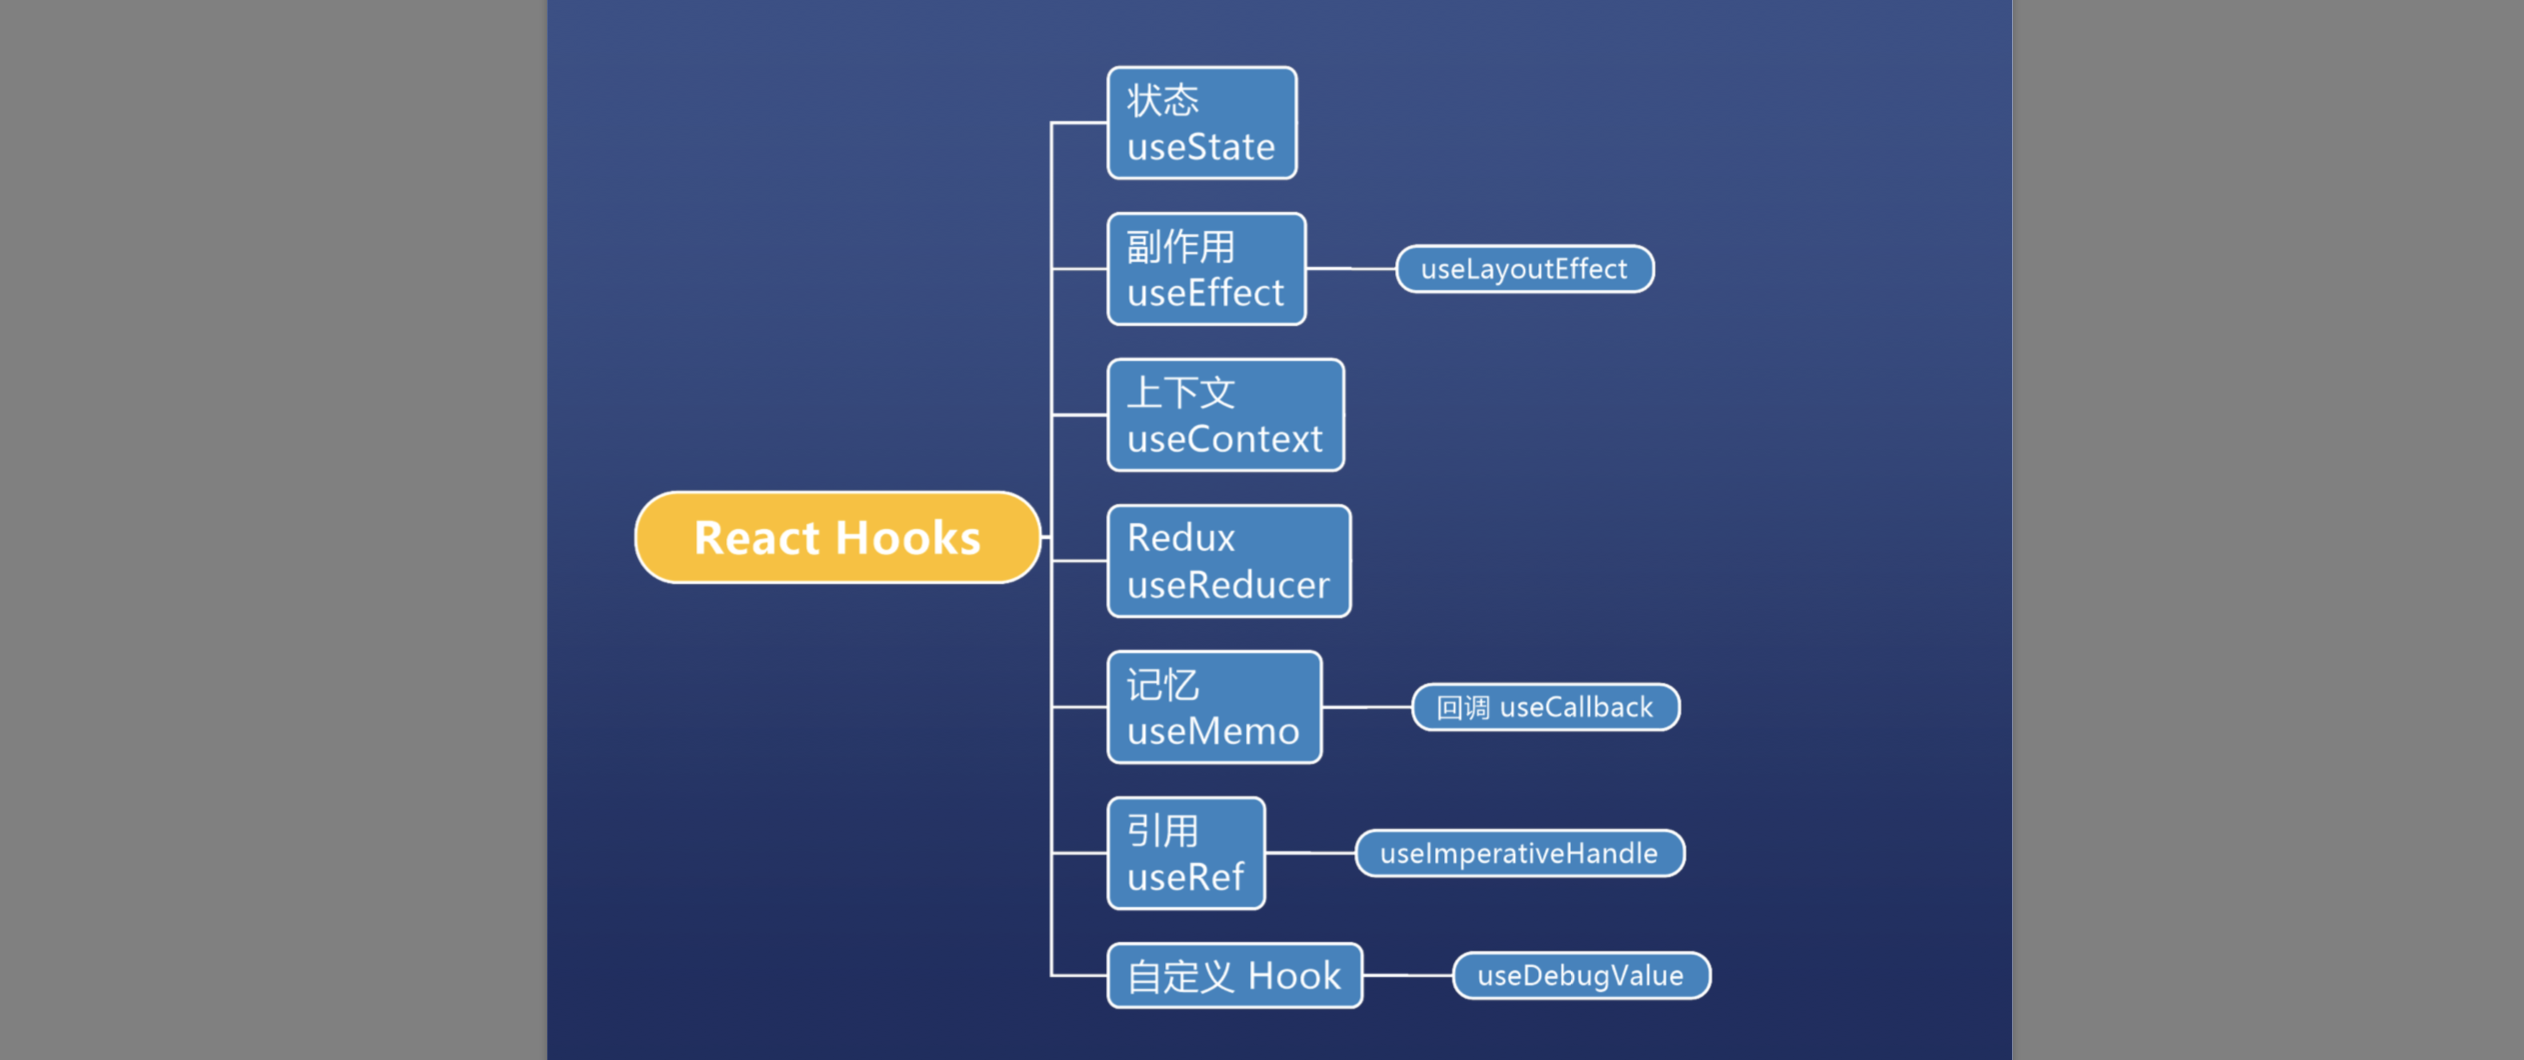 React Hooks
状态
useState
副作用
useEffect
useLayoutEffect
上下文
useContext
Redux
useReducer
记忆
useMemo
回调 useCallback
引用
useRef
useImperativeHandle
自定义 Hook
useDebugValue